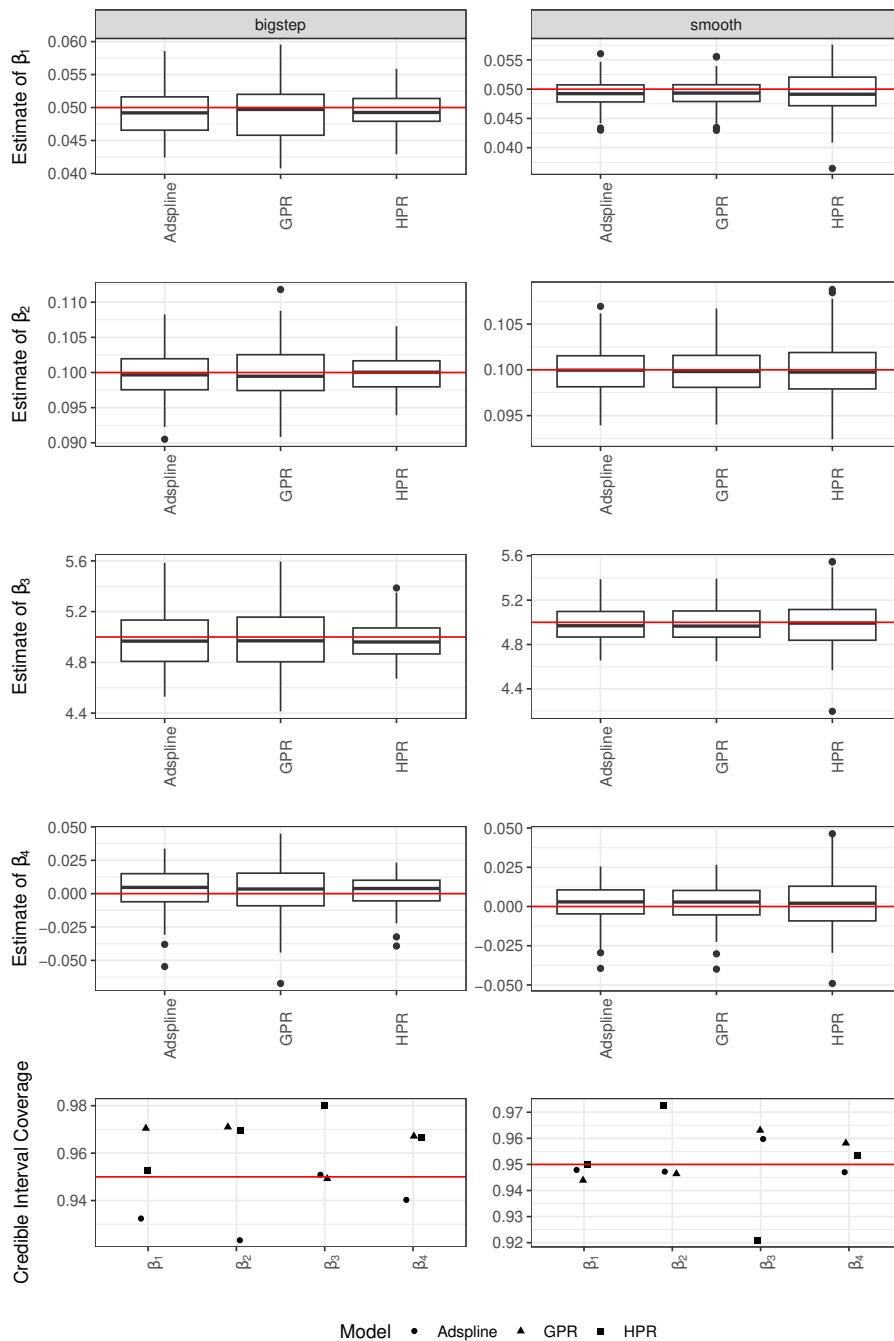 bigstep
smooth
Estimate of β1
0.060
0.055
0.050
0.045
0.040
0.055
0.050
0.045
0.040
Adspline
GPR
HPR
Adspline
GPR
HPR
Estimate of β2
0.110
0.105
0.100
0.095
0.090
0.105
0.100
0.095
Adspline
GPR
HPR
Adspline
GPR
HPR
Estimate of β3
5.6
5.2
4.8
4.4
5.6
5.2
4.8
4.4
Adspline
GPR
HPR
Adspline
GPR
HPR
Estimate of β4
0.050
0.025
0.000
−0.025
−0.050
0.050
0.025
0.000
−0.025
−0.050
Adspline
GPR
HPR
Adspline
GPR
HPR
Credible Interval Coverage
0.98
0.96
0.94
0.97
0.96
0.95
0.94
0.93
0.92
β1
β2
β3
β4
β1
β2
β3
β4
Model Adspline GPR HPR